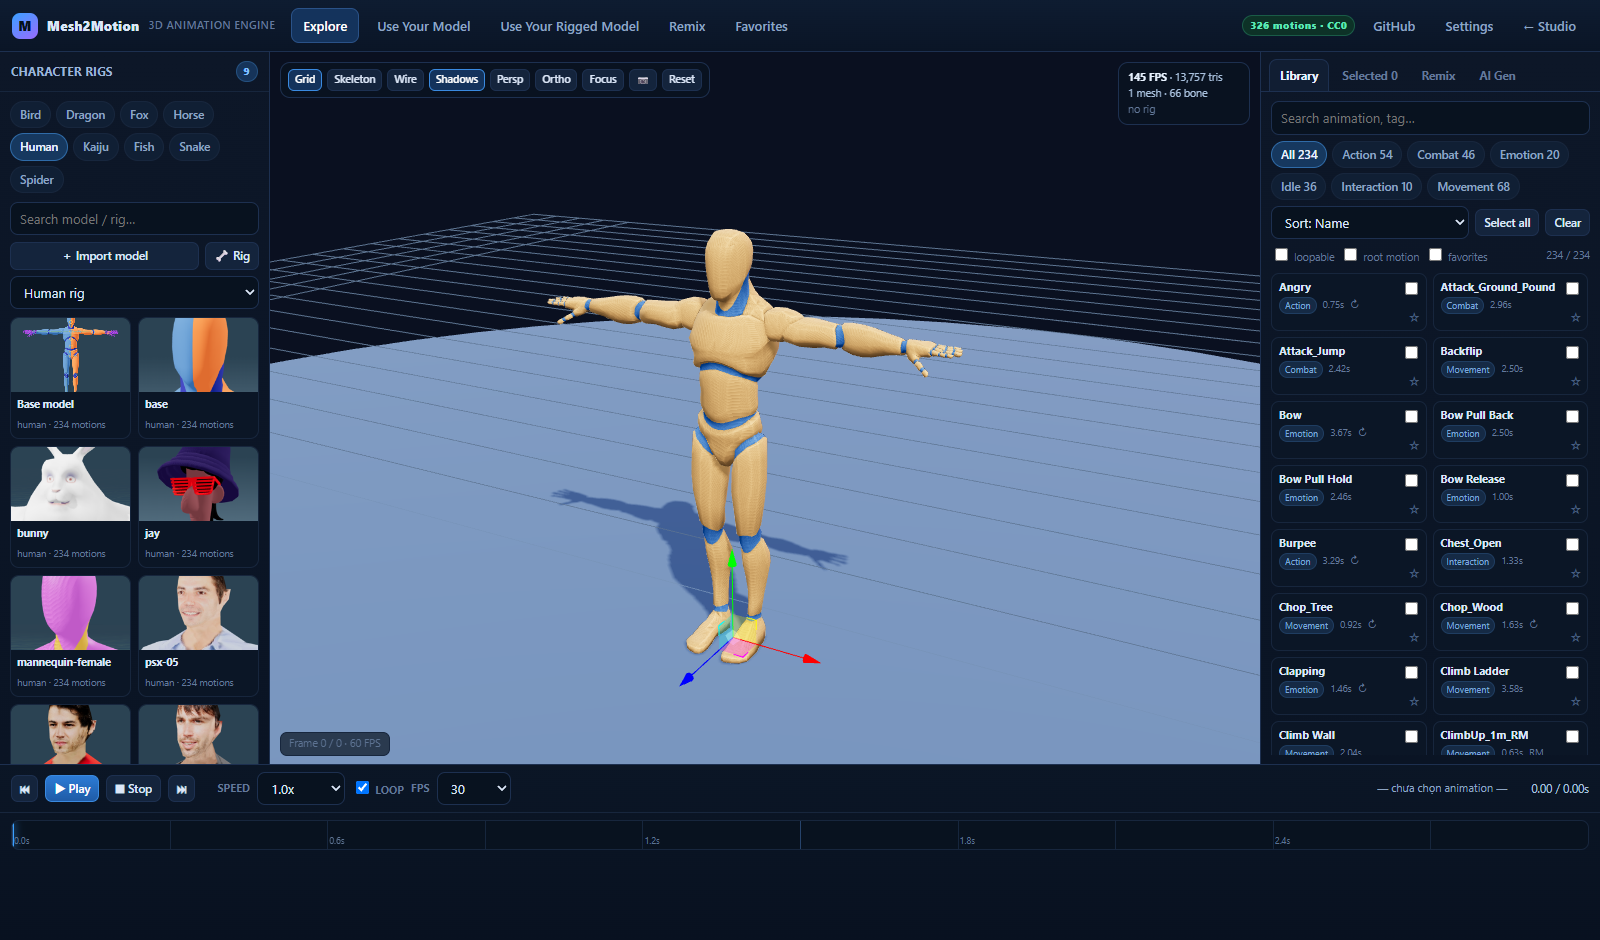 M Mesh2Motion 3D ANIMATION ENGINE Explore Use Your Model Use Your Rigged Model Remix Favorites 326 motions · CC0 GitHub Settings ← Studio
CHARACTER RIGS 9
Bird Dragon Fox Horse
Human Kaiju Fish Snake
Spider
Search model / rig...
+ Import model Rig
Human rig
Base model
human · 234 motions
base
human · 234 motions
bunny
human · 234 motions
jay
human · 234 motions
mannequin-female
human · 234 motions
psx-05
human · 234 motions
Grid Skeleton Wire Shadows Persp Ortho Focus Reset
145 FPS · 13,757 tris
1 mesh · 66 bone
no rig
Frame 0 / 0 · 60 FPS
Library Selected 0 Remix AI Gen
Search animation, tag...
All 234 Action 54 Combat 46 Emotion 20
Idle 36 Interaction 10 Movement 68
Sort: Name Select all Clear
loopable root motion favorites 234 / 234
Angry
Action 0.75s
Attack_Ground_Pound
Combat 2.96s
Attack_Jump
Combat 2.42s
Backflip
Movement 2.50s
Bow
Emotion 3.67s
Bow Pull Back
Emotion 2.50s
Bow Pull Hold
Emotion 2.46s
Bow Release
Emotion 1.00s
Burpee
Action 3.29s
Chest_Open
Interaction 1.33s
Chop_Tree
Movement 0.92s
Chop_Wood
Movement 1.63s
Clapping
Emotion 1.46s
Climb Ladder
Movement 3.58s
Climb Wall
Movement 2.04s
ClimbUp_1m_RM
Movement 0.63s RM
Play Stop SPEED 1.0x LOOP FPS 30 — chưa chọn animation — 0.00 / 0.00s
0.0s 0.6s 1.2s 1.8s 2.4s